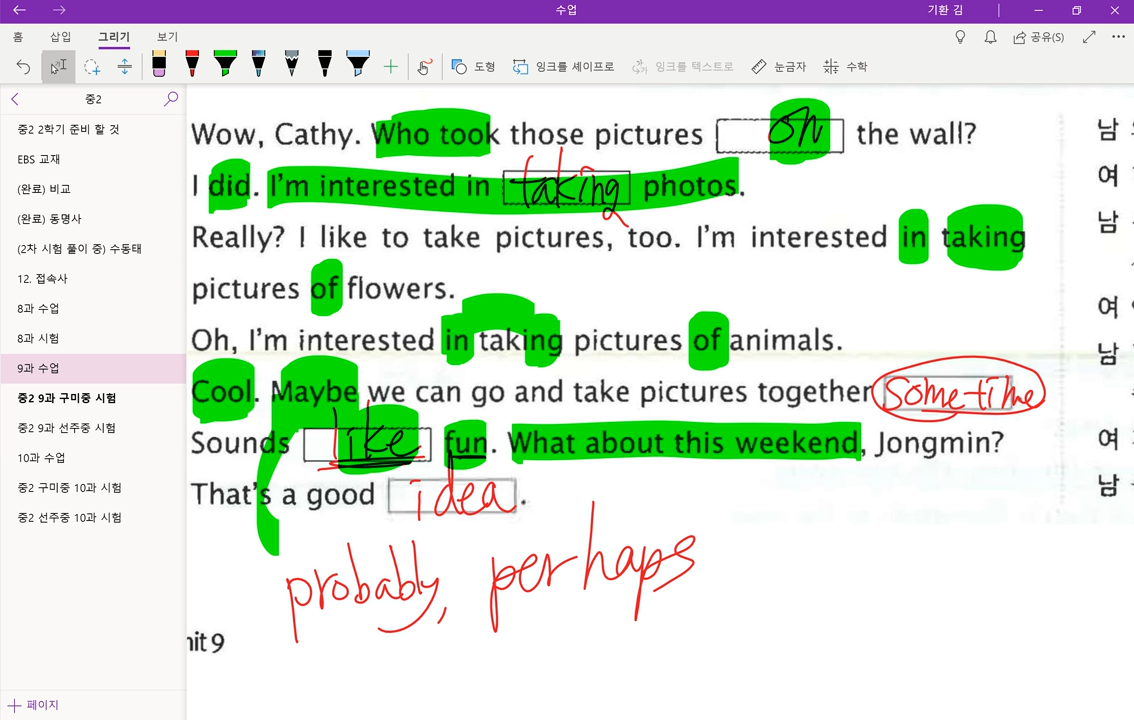 수업
기환 김
홈 삽입 그리기 보기
공유(S)
도형 잉크를 셰이프로 잉크를 텍스트로 눈금자 수학
중2
중2 2학기 준비 할 것
EBS 교재
(완료) 비교
(완료) 동명사
(2차 시험 풀이 중) 수동태
12. 접속사
8과 수업
8과 시험
9과 수업
중2 9과 구미중 시험
중2 9과 선주중 시험
10과 수업
중2 구미중 10과 시험
중2 선주중 10과 시험
페이지
Wow, Cathy. Who took those pictures on the wall?
I did. I'm interested in taking photos.
Really? I like to take pictures, too. I'm interested in taking
pictures of flowers.
Oh, I'm interested in taking pictures of animals.
Cool. Maybe we can go and take pictures together sometime
Sounds like fun. What about this weekend, Jongmin?
That's a good idea.
probably, perhaps
nit 9
남
여
남
여
남
여
남